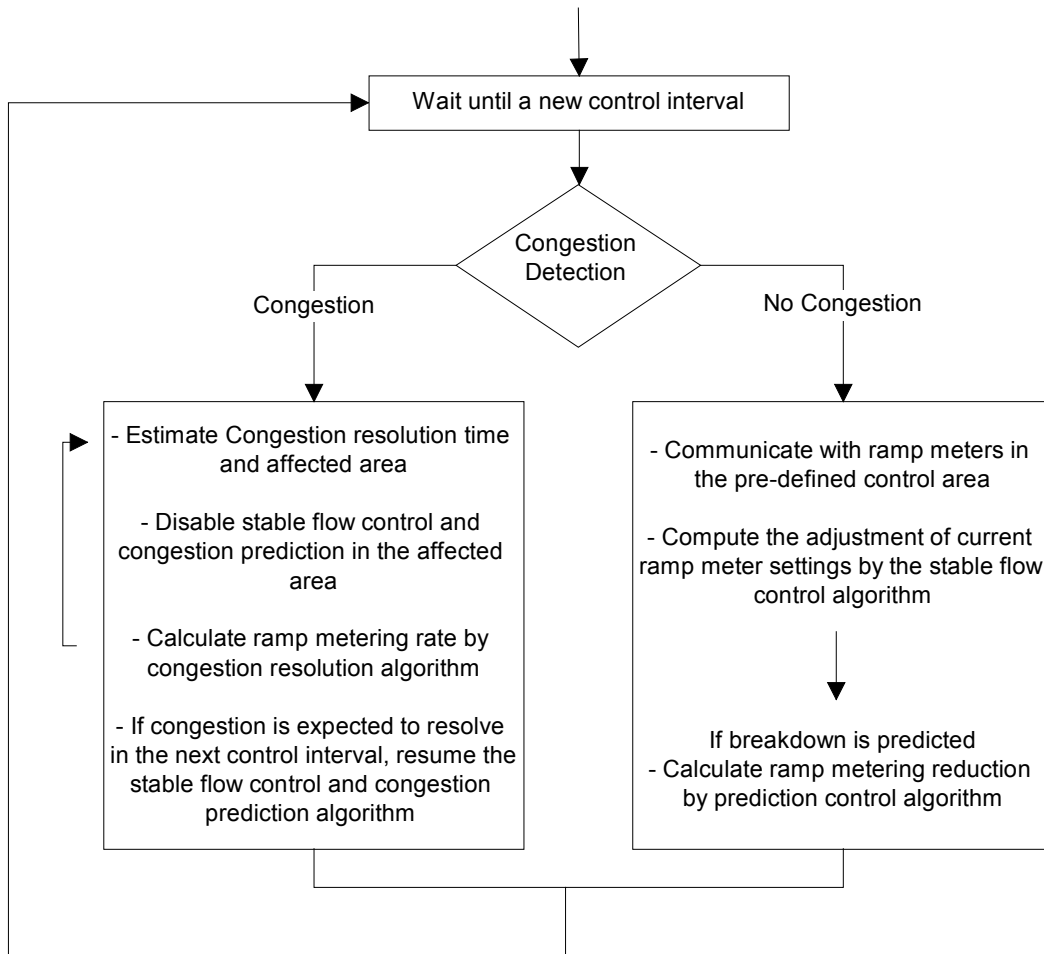 Wait until a new control interval
Congestion
Detection
Congestion
No Congestion
- Estimate Congestion resolution time
and affected area
- Disable stable flow control and
congestion prediction in the affected
area
- Calculate ramp metering rate by
congestion resolution algorithm
- If congestion is expected to resolve
in the next control interval, resume the
stable flow control and congestion
prediction algorithm
- Communicate with ramp meters in
the pre-defined control area
- Compute the adjustment of current
ramp meter settings by the stable flow
control algorithm
If breakdown is predicted
- Calculate ramp metering reduction
by prediction control algorithm